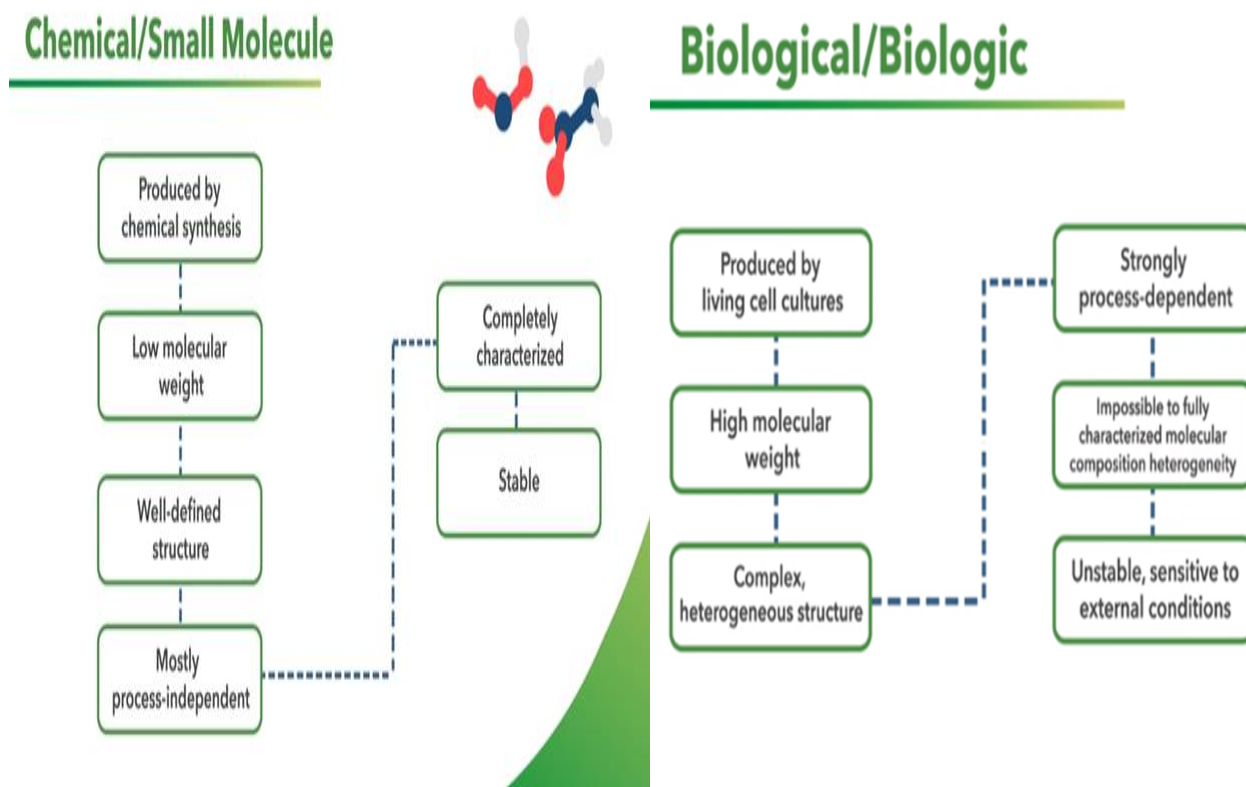 Chemical/Small Molecule
Produced by
chemical synthesis
Low molecular
weight
Well-defined
structure
Mostly
process-independent
Completely
characterized
Stable
Biological/Biologic
Produced by
living cell cultures
High molecular
weight
Complex,
heterogeneous structure
Strongly
process-dependent
Impossible to fully
characterized molecular
composition heterogeneity
Unstable, sensitive to
external conditions